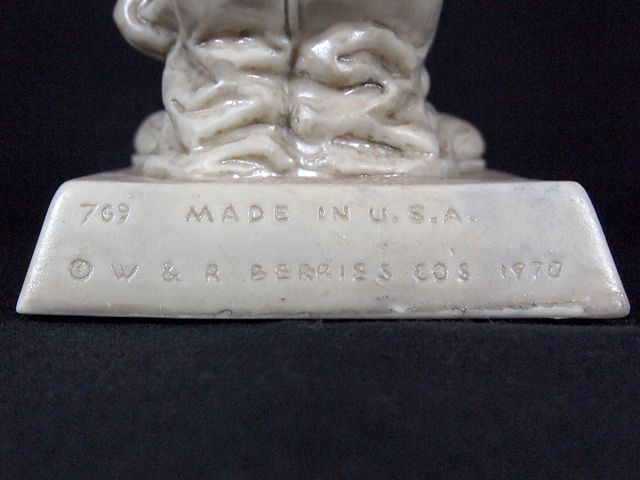 769 MADE IN U.S.A.
© W & R BERRIES COS 1970